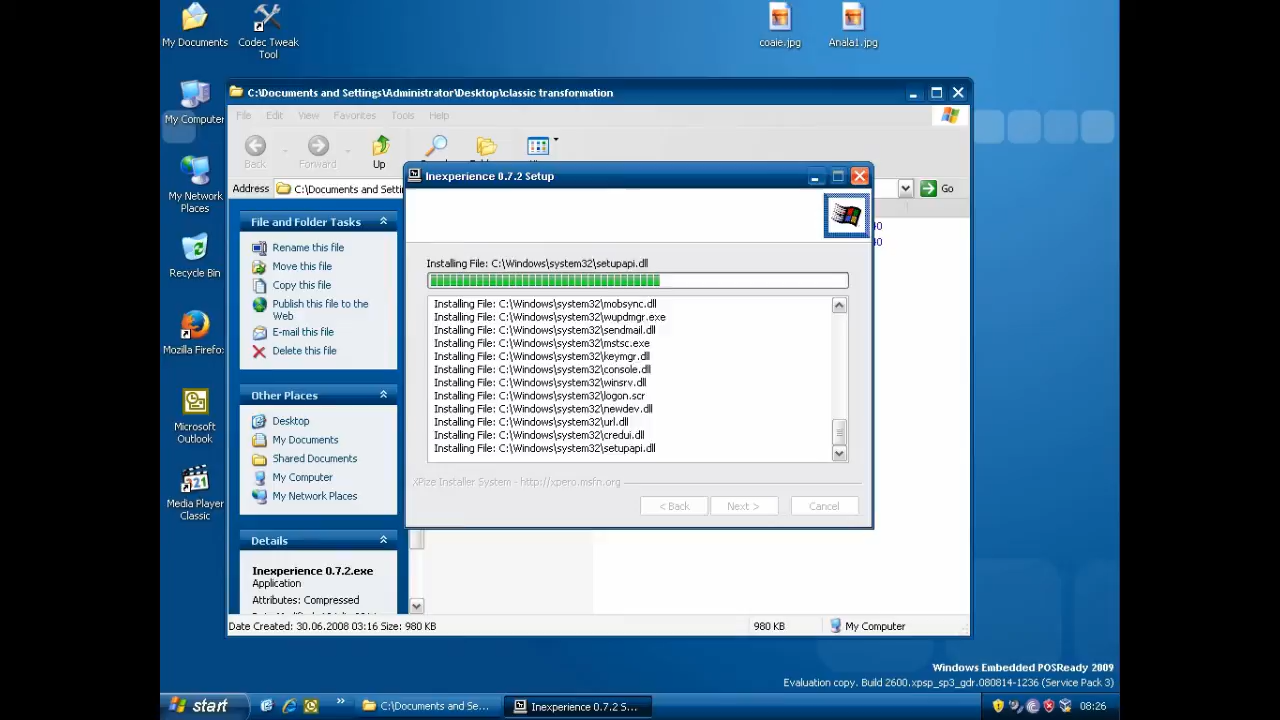 My Documents
Codec Tweak
Tool
coaie.jpg
Anala1.jpg
My Computer
My Network
Places
Recycle Bin
Mozilla Firefo
Microsoft
Outlook
Media Player
Classic
C:\Documents and Settings\Administrator\Desktop\classic transformation
File Edit View Favorites Tools Help
Back
Forward
Up
Address
C:\Documents and Setti
Go
File and Folder Tasks
Rename this file
Move this file
Copy this file
Publish this file to the
Web
E-mail this file
Delete this file
Other Places
Desktop
My Documents
Shared Documents
My Computer
My Network Places
Details
Inexperience 0.7.2.exe
Application
Attributes: Compressed
Date Created: 30.06.2008 03:16 Size: 980 KB
980 KB
My Computer
Inexperience 0.7.2 Setup
Installing File: C:\Windows\system32\setupapi.dll
Installing File: C:\Windows\system32\mobsync.dll
Installing File: C:\Windows\system32\wupdmgr.exe
Installing File: C:\Windows\system32\sendmail.dll
Installing File: C:\Windows\system32\mstsc.exe
Installing File: C:\Windows\system32\keymgr.dll
Installing File: C:\Windows\system32\console.dll
Installing File: C:\Windows\system32\winsrv.dll
Installing File: C:\Windows\system32\logon.scr
Installing File: C:\Windows\system32\newdev.dll
Installing File: C:\Windows\system32\url.dll
Installing File: C:\Windows\system32\credui.dll
Installing File: C:\Windows\system32\setupapi.dll
XPize Installer System - http://xpero.msfn.org
< Back
Next >
Cancel
Windows Embedded POSReady 2009
Evaluation copy. Build 2600.xpsp_sp3_gdr.080814-1236 (Service Pack 3)
start
C:\Documents and Se...
Inexperience 0.7.2 S...
08:26